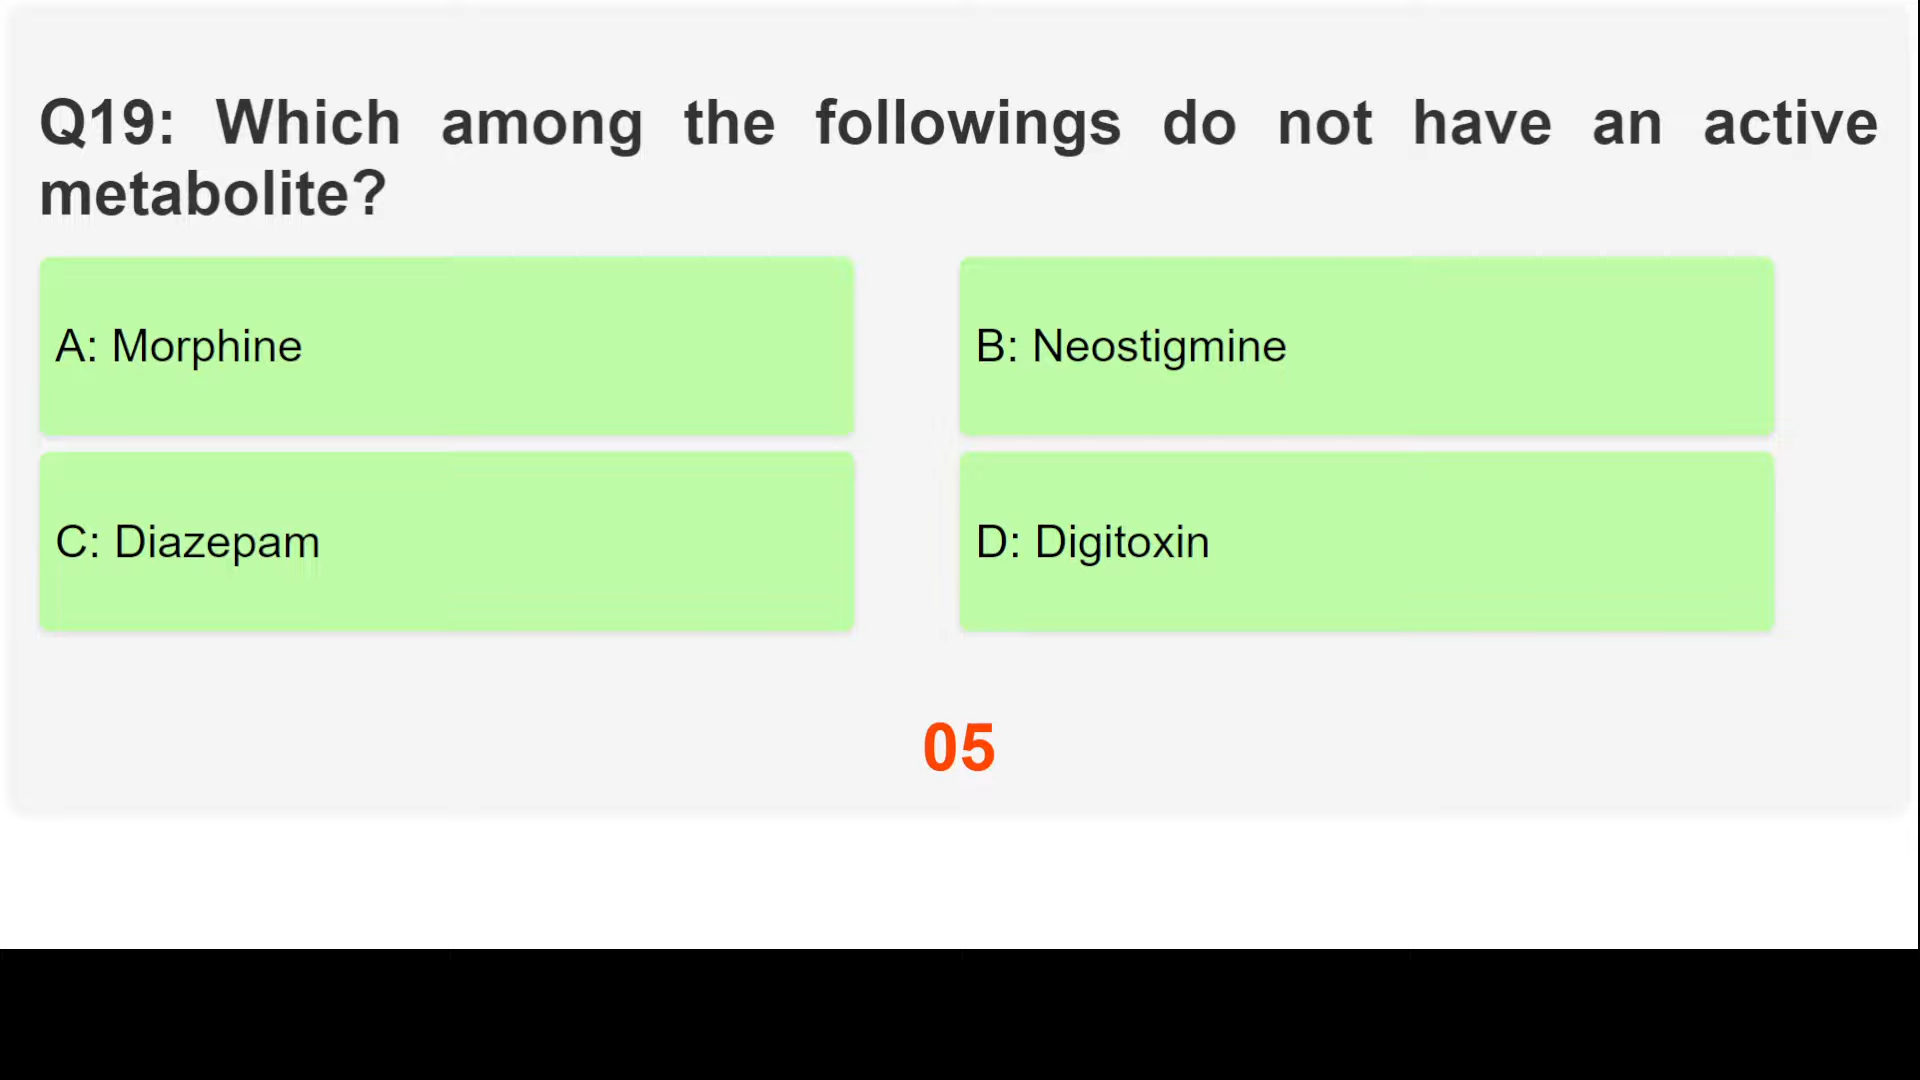 Q19: Which among the followings do not have an active
metabolite?
A: Morphine
B: Neostigmine
C: Diazepam
D: Digitoxin
05